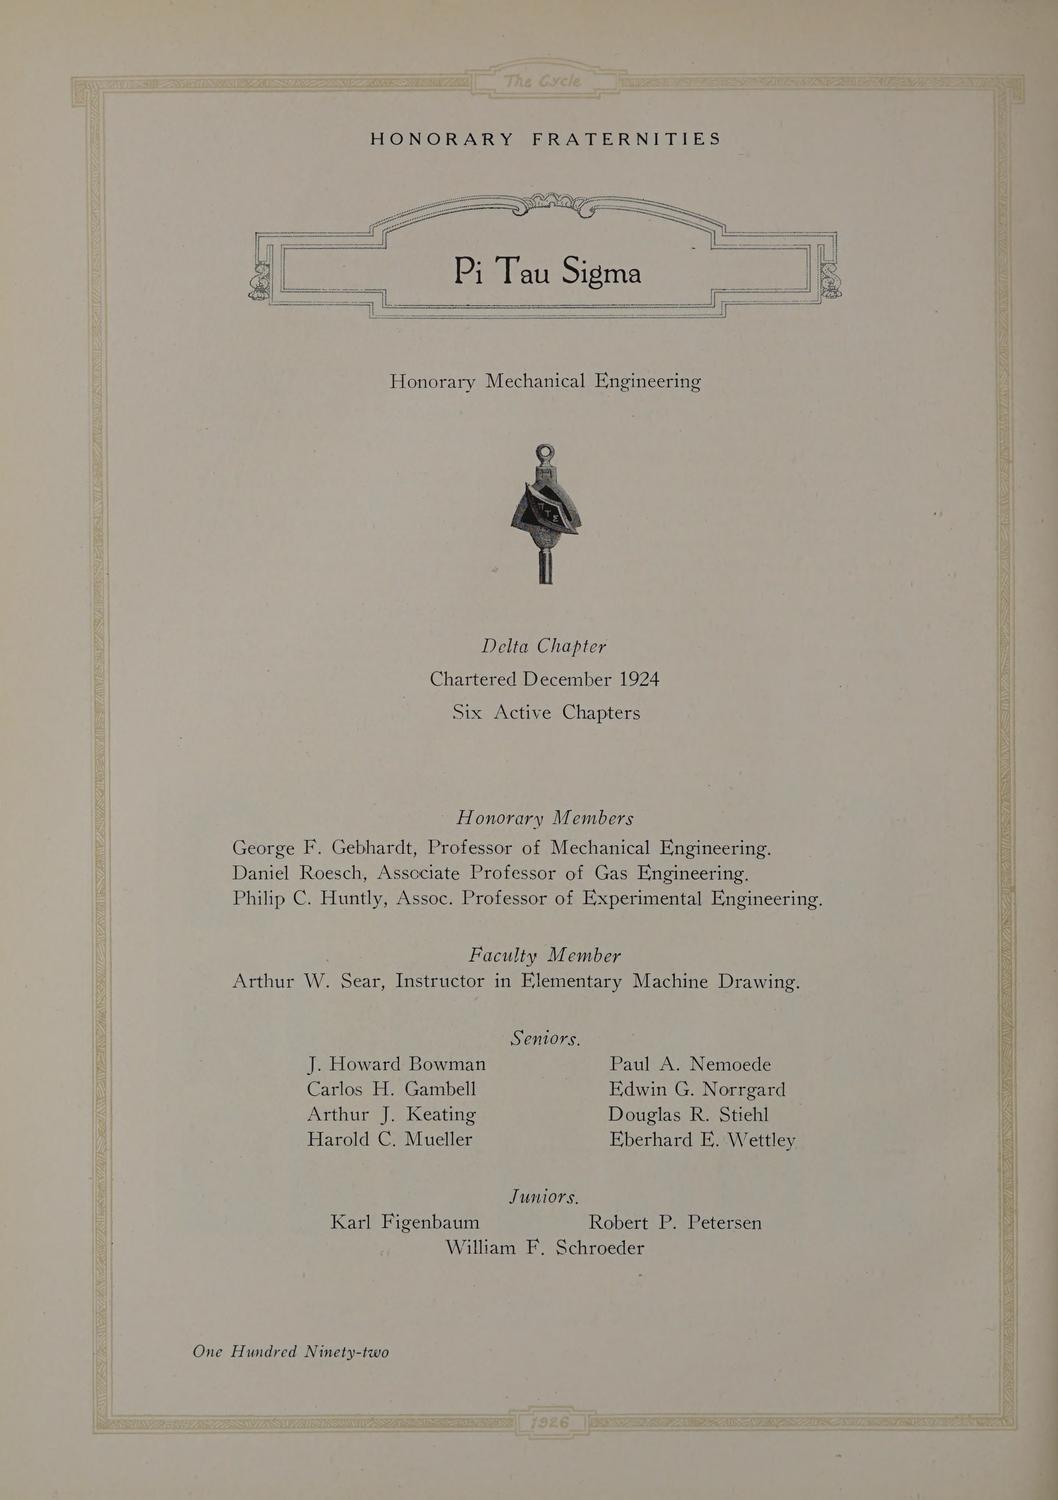 The Cycle
HONORARY FRATERNITIES
Pi Tau Sigma
Honorary Mechanical Engineering
Π Τ Σ
Delta Chapter
Chartered December 1924
Six Active Chapters
Honorary Members
George F. Gebhardt, Professor of Mechanical Engineering.
Daniel Roesch, Associate Professor of Gas Engineering.
Philip C. Huntly, Assoc. Professor of Experimental Engineering.
Faculty Member
Arthur W. Sear, Instructor in Elementary Machine Drawing.
Seniors.
J. Howard Bowman Paul A. Nemoede
Carlos H. Gambell Edwin G. Norrgard
Arthur J. Keating Douglas R. Stiehl
Harold C. Mueller Eberhard E. Wettley
Juniors.
Karl Figenbaum Robert P. Petersen
William F. Schroeder
One Hundred Ninety-two
1926